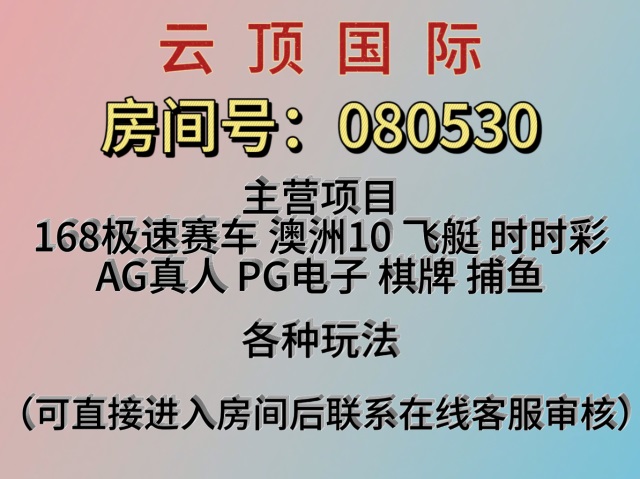 云顶国际
房间号：080530
主营项目
168极速赛车 澳洲10 飞艇 时时彩
AG真人 PG电子 棋牌 捕鱼
各种玩法
（可直接进入房间后联系在线客服审核）